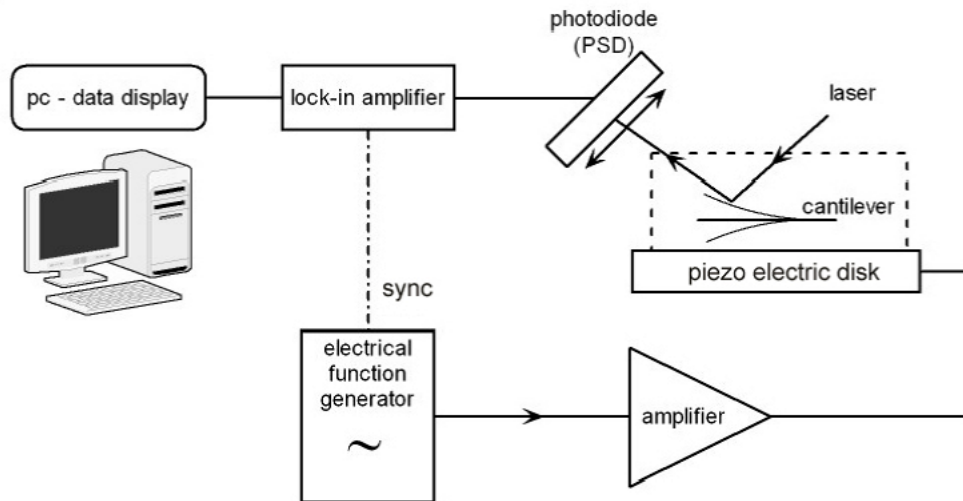 photodiode
(PSD)
pc - data display
lock-in amplifier
laser
cantilever
piezo electric disk
sync
electrical
function
generator
~
amplifier